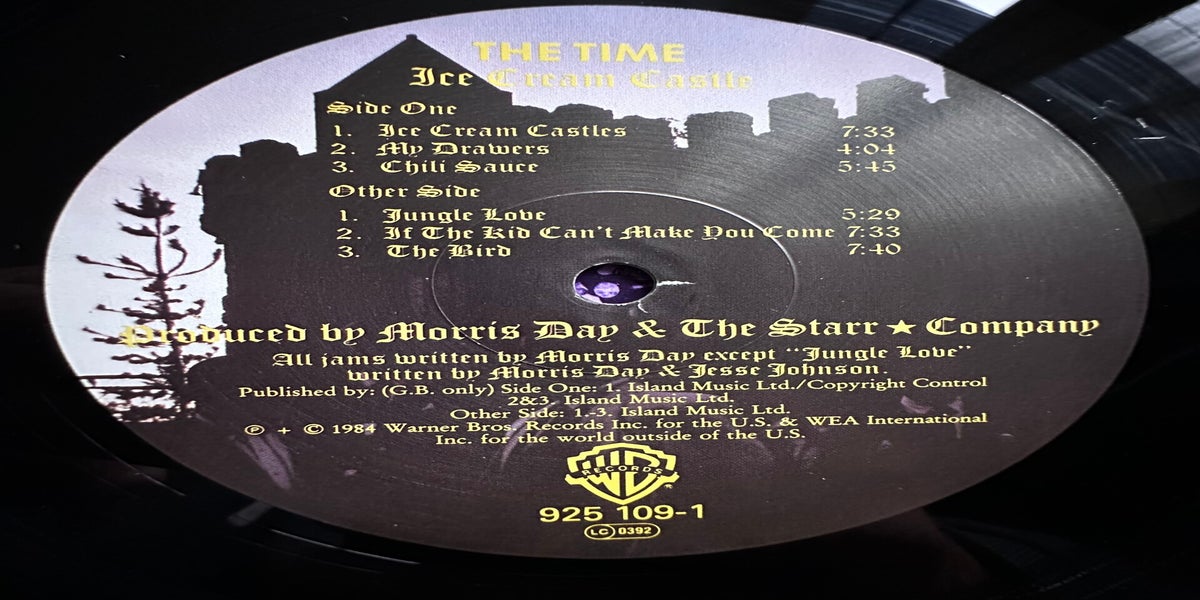 THE TIME
Ice Cream Castle
Side One
1. Ice Cream Castles 7:33
2. My Drawers 4:04
3. Chili Sauce 5:45
Other Side
1. Jungle Love 5:29
2. If The Kid Can't Make You Come 7:33
3. The Bird 7:40
Produced by Morris Day & The Starr ★ Company
All jams written by Morris Day except "Jungle Love"
written by Morris Day & Jesse Johnson.
Published by: (G.B. only) Side One: 1. Island Music Ltd./Copyright Control
2&3. Island Music Ltd.
Other Side: 1.-3. Island Music Ltd.
℗ + © 1984 Warner Bros. Records Inc. for the U.S. & WEA International
Inc. for the world outside of the U.S.
WB RECORDS
925 109-1
LC 0392